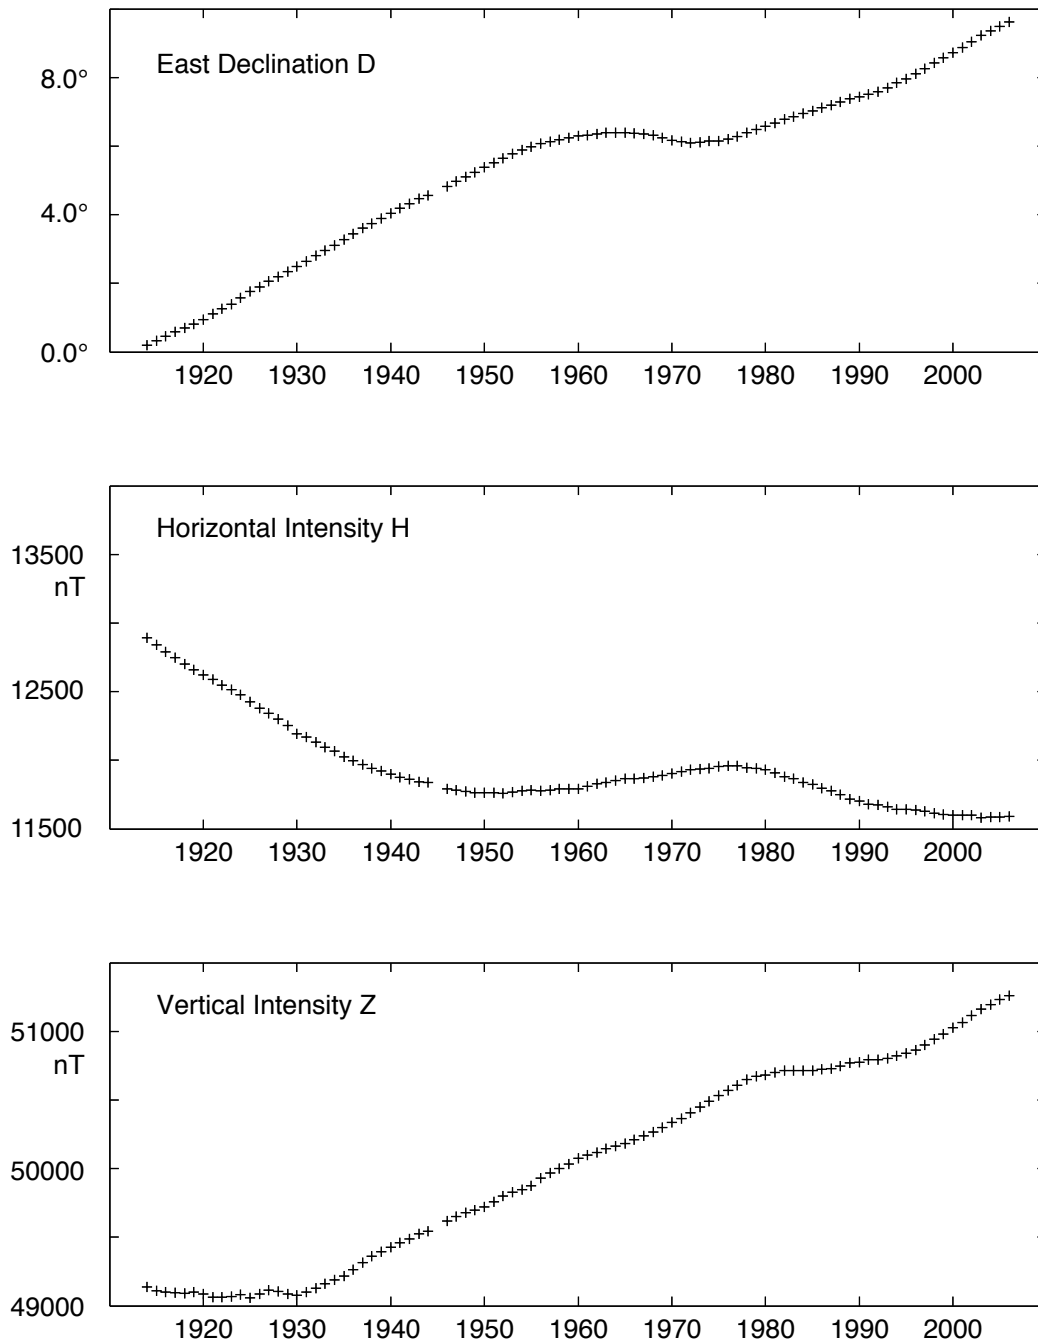 East Declination D
8.0°
4.0°
0.0°
1920 1930 1940 1950 1960 1970 1980 1990 2000
Horizontal Intensity H
13500
nT
12500
11500
1920 1930 1940 1950 1960 1970 1980 1990 2000
Vertical Intensity Z
51000
nT
50000
49000
1920 1930 1940 1950 1960 1970 1980 1990 2000